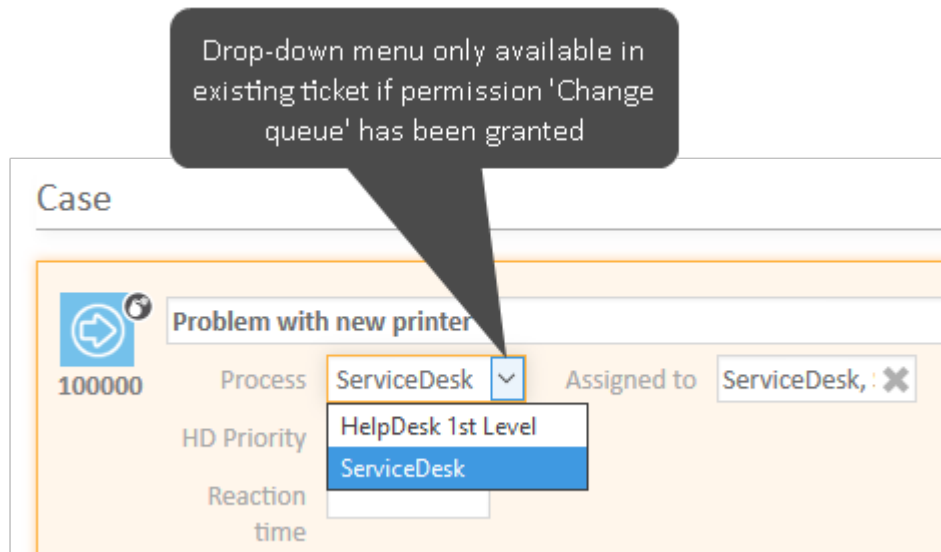 Drop-down menu only available in
existing ticket if permission 'Change
queue' has been granted
Case
Problem with new printer
100000
Process
ServiceDesk
Assigned to
ServiceDesk,
HelpDesk 1st Level
HD Priority
ServiceDesk
Reaction
time